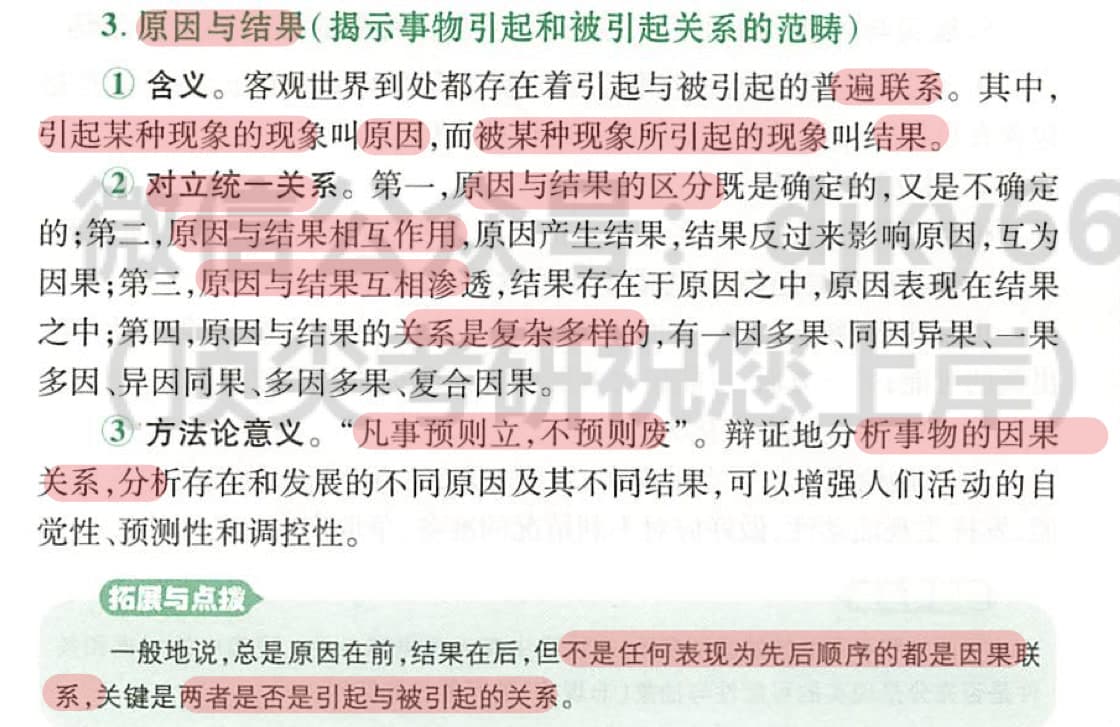 3. 原因与结果(揭示事物引起和被引起关系的范畴)
① 含义。客观世界到处都存在着引起与被引起的普遍联系。其中,
引起某种现象的现象叫原因,而被某种现象所引起的现象叫结果。
② 对立统一关系。第一,原因与结果的区分既是确定的,又是不确定
的;第二,原因与结果相互作用,原因产生结果,结果反过来影响原因,互为
因果;第三,原因与结果互相渗透,结果存在于原因之中,原因表现在结果
之中;第四,原因与结果的关系是复杂多样的,有一因多果、同因异果、一果
多因、异因同果、多因多果、复合因果。
③ 方法论意义。“凡事预则立,不预则废”。辩证地分析事物的因果
关系,分析存在和发展的不同原因及其不同结果,可以增强人们活动的自
觉性、预测性和调控性。
拓展与点拨
一般地说,总是原因在前,结果在后,但不是任何表现为先后顺序的都是因果联
系,关键是两者是否是引起与被引起的关系。
微信公众号:djky66
(顶尖考研祝您上岸)